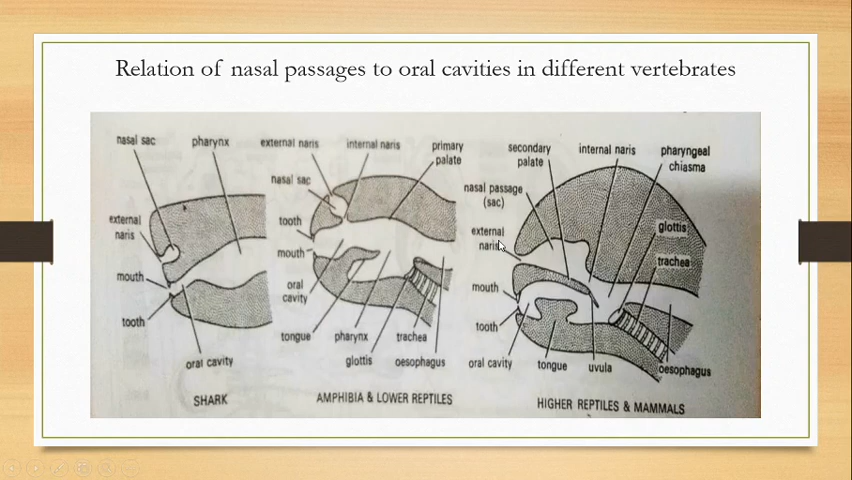 Relation of nasal passages to oral cavities in different vertebrates
nasal sac
pharynx
external
naris
mouth
tooth
oral cavity
SHARK
external naris
internal naris
primary
palate
nasal sac
tooth
mouth
oral
cavity
tongue
pharynx
trachea
glottis
oesophagus
AMPHIBIA & LOWER REPTILES
secondary
palate
internal naris
pharyngeal
chiasma
nasal passage
(sac)
external
naris
glottis
trachea
mouth
tooth
oral cavity
tongue
uvula
oesophagus
HIGHER REPTILES & MAMMALS